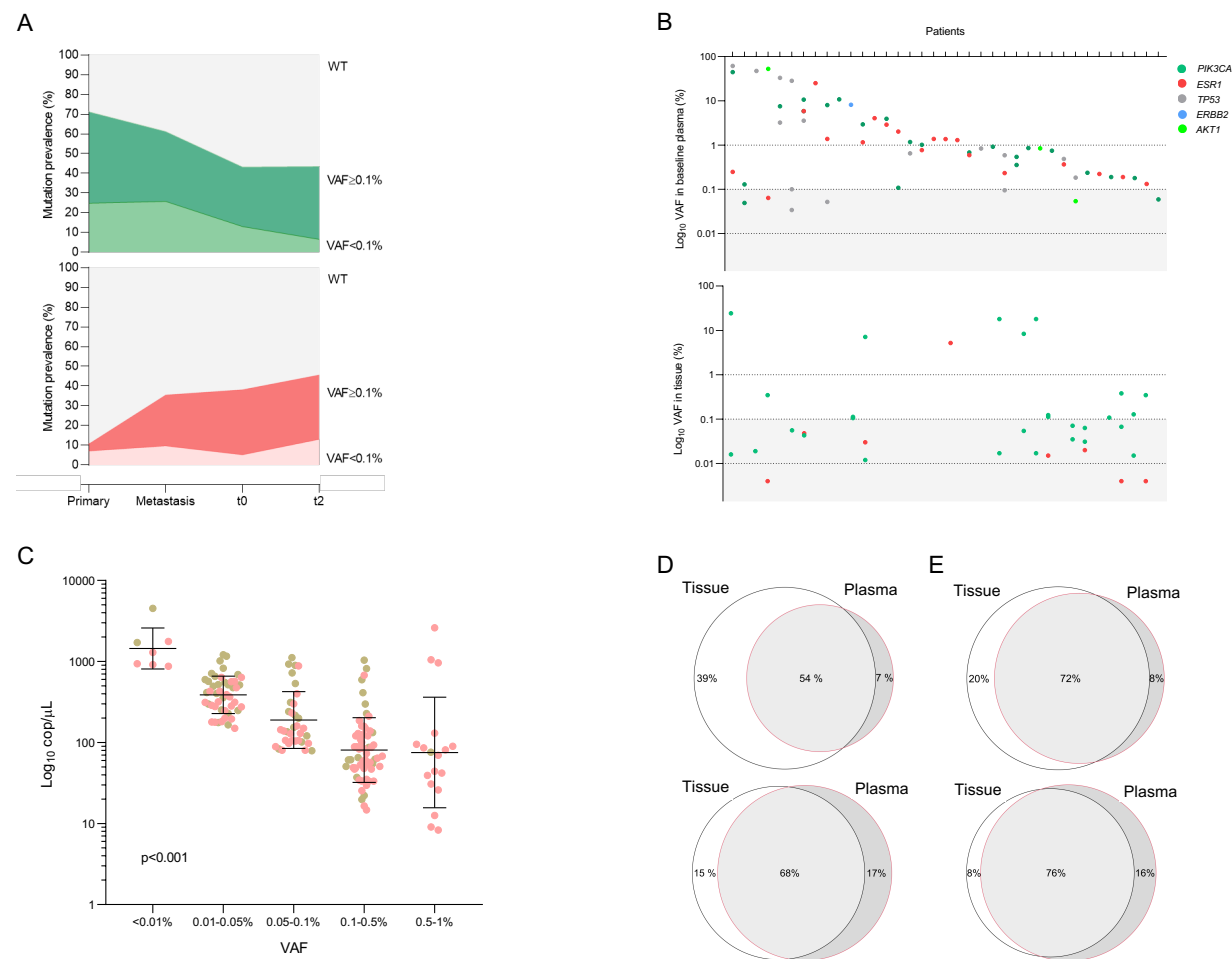 A
100
90
80
70
60
50
40
30
20
10
0
Mutation prevalence (%)
WT
VAF≥0.1%
VAF<0.1%
100
90
80
70
60
50
40
30
20
10
0
Mutation prevalence (%)
WT
VAF≥0.1%
VAF<0.1%
Primary Metastasis t0 t2
B
Patients
100
10
1
0.1
0.01
Log10 VAF in baseline plasma (%)
PIK3CA
ESR1
TP53
ERBB2
AKT1
100
10
1
0.1
0.01
Log10 VAF in tissue (%)
C
10000
1000
100
10
1
Log10 cop/µL
p<0.001
<0.01% 0.01-0.05% 0.05-0.1% 0.1-0.5% 0.5-1%
VAF
D
Tissue Plasma
39% 54 % 7 %
Tissue Plasma
15 % 68% 17%
E
Tissue Plasma
20% 72% 8%
Tissue Plasma
8% 76% 16%